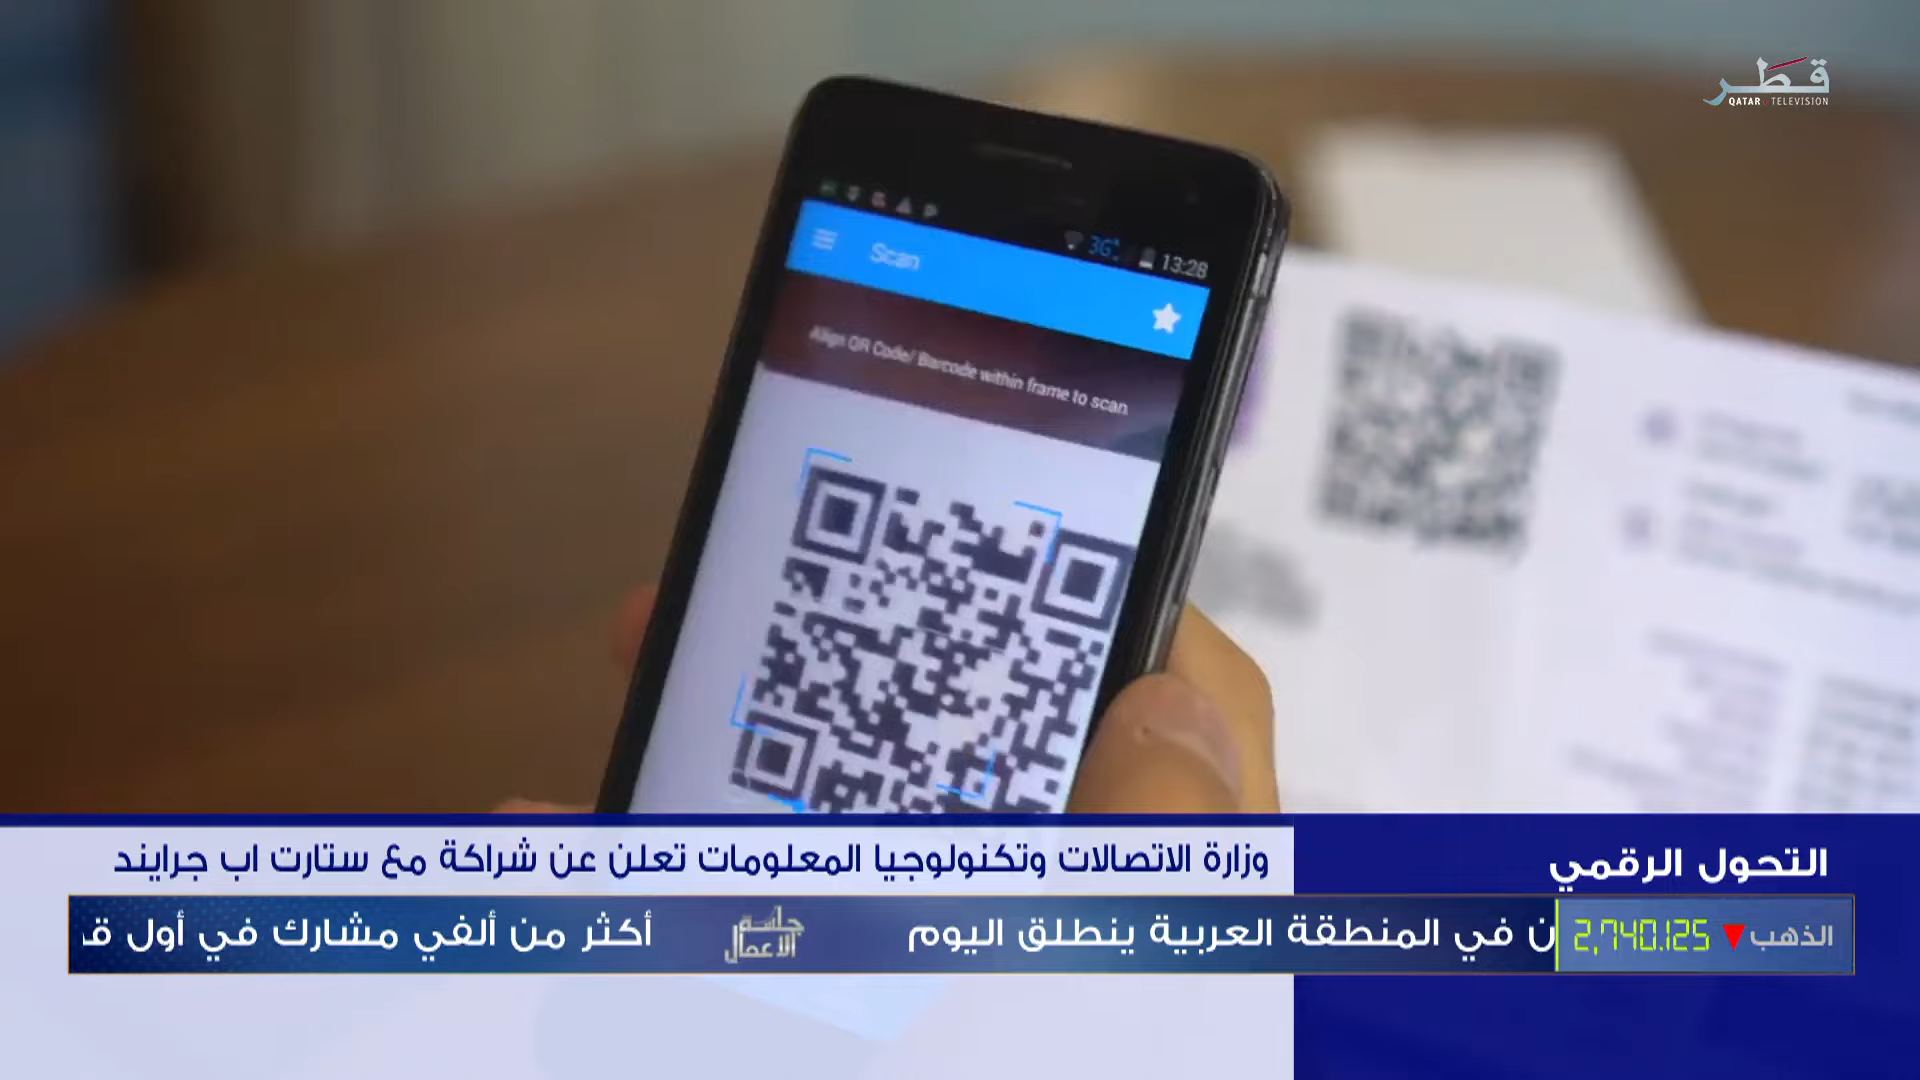 قطر
QATAR TELEVISION
3G
13:28
Scan
Align QR Code/ Barcode within frame to scan
التحول الرقمي
وزارة الاتصالات وتكنولوجيا المعلومات تعلن عن شراكة مع ستارت اب جرايند
الذهب 2,740.125
ن في المنطقة العربية ينطلق اليوم
جلسة الأعمال
أكثر من ألفي مشارك في أول ق